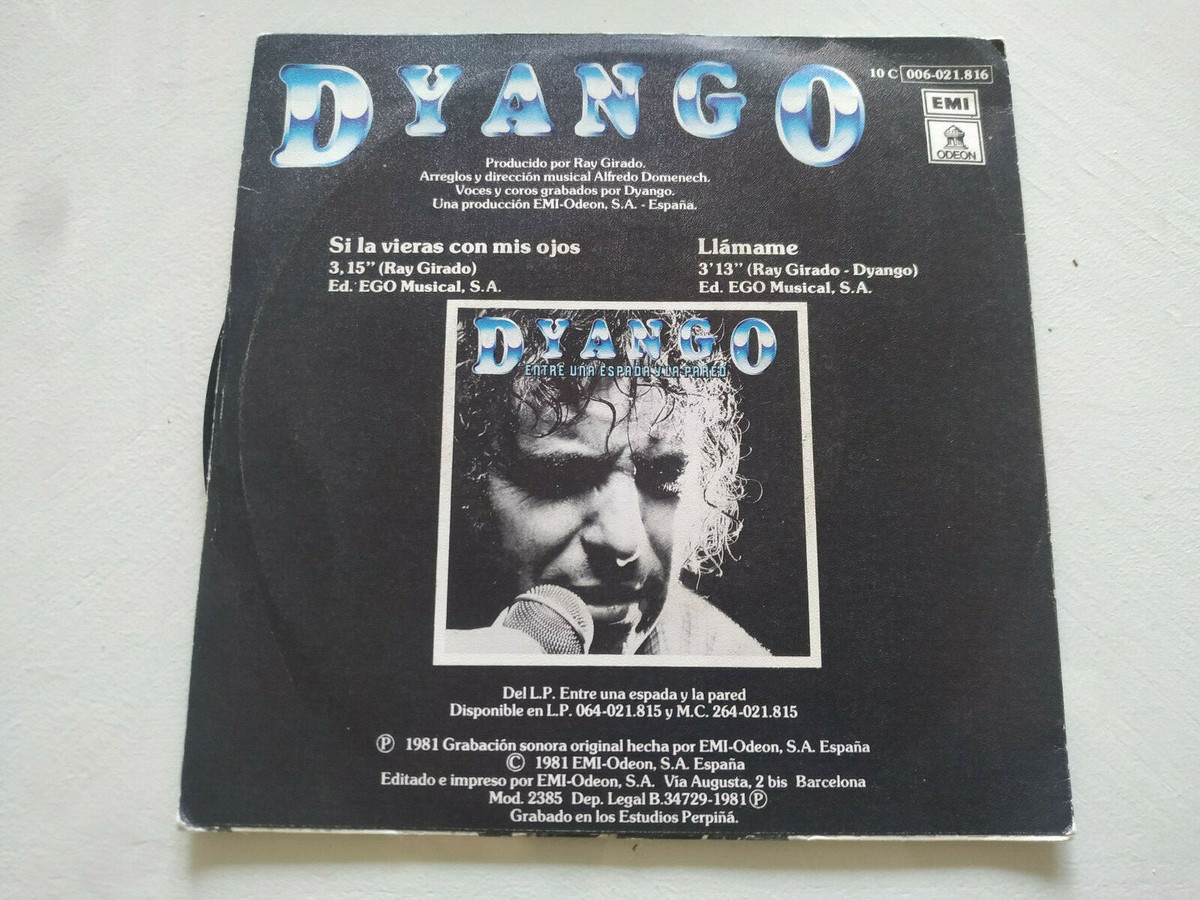 DYANGO
10 C 006-021.816
EMI
ODEON
Producido por Ray Girado.
Arreglos y dirección musical Alfredo Domenech.
Voces y coros grabados por Dyango.
Una producción EMI-Odeon, S.A. - España.
Si la vieras con mis ojos
3,15” (Ray Girado)
Ed. EGO Musical, S.A.
Llámame
3’13” (Ray Girado - Dyango)
Ed. EGO Musical, S.A.
DYANGO
ENTRE UNA ESPADA Y LA PARED
Del L.P. Entre una espada y la pared
Disponible en L.P. 064-021.815 y M.C. 264-021.815
Ⓟ 1981 Grabación sonora original hecha por EMI-Odeon, S.A. España
© 1981 EMI-Odeon, S.A. España
Editado e impreso por EMI-Odeon, S.A. Vía Augusta, 2 bis Barcelona
Mod. 2385 Dep. Legal B.34729-1981 Ⓟ
Grabado en los Estudios Perpiñá.